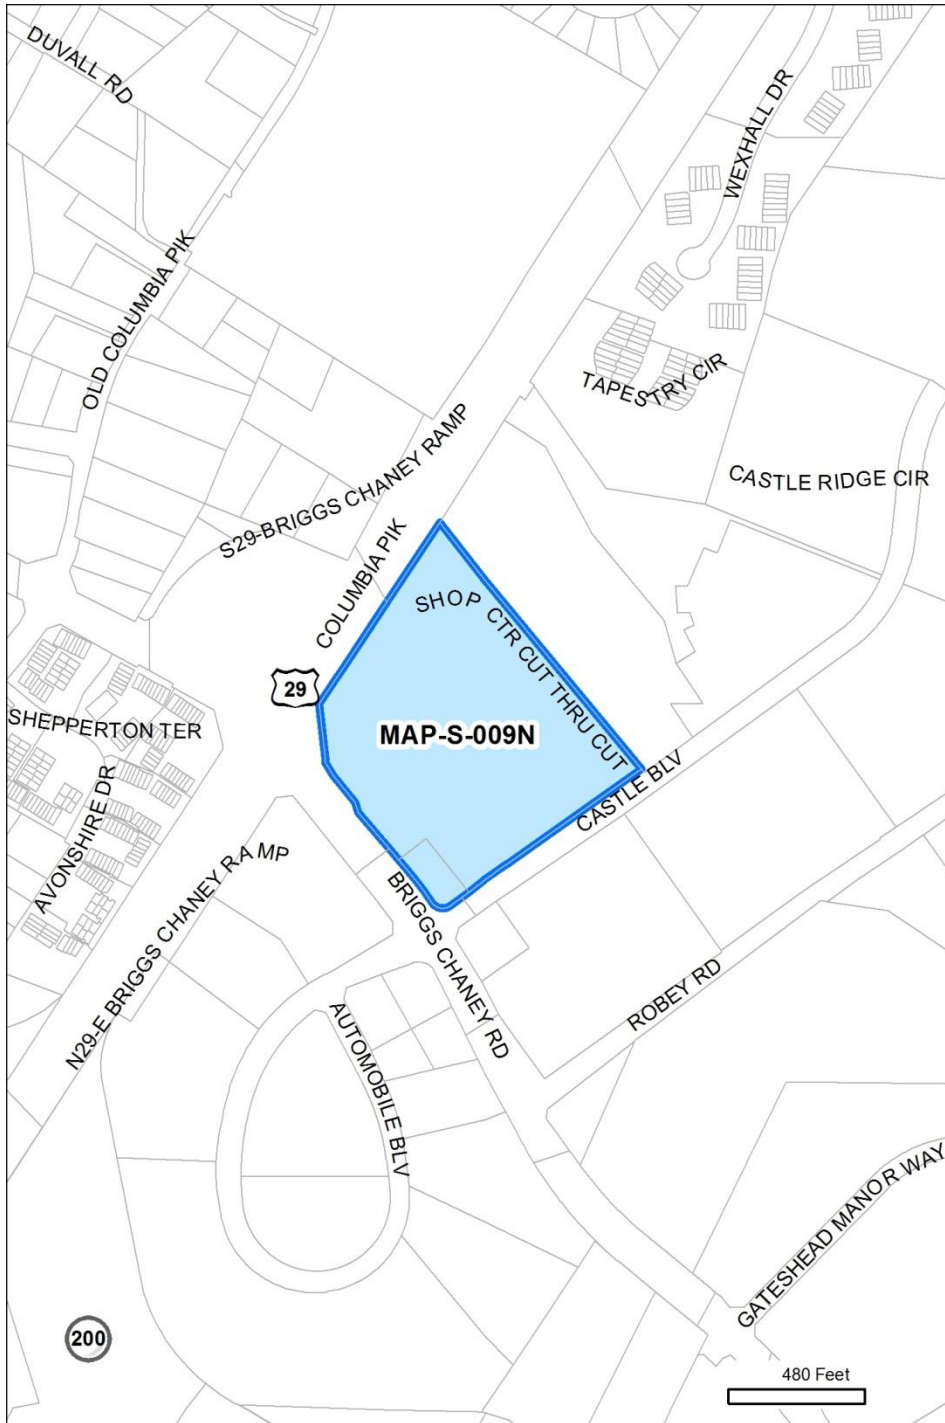 DUVALL RD
WEXHALL DR
OLD COLUMBIA PIK
TAPESTRY CIR
S29-BRIGGS CHANEY RAMP
CASTLE RIDGE CIR
COLUMBIA PIK
SHOP CTR CUT THRU CUT
29
SHEPPERTON TER
MAP-S-009N
CASTLE BLV
AVONSHIRE DR
N29-E BRIGGS CHANEY RAMP
BRIGGS CHANEY RD
ROBEY RD
AUTOMOBILE BLV
GATESHEAD MANOR WAY
200
480 Feet